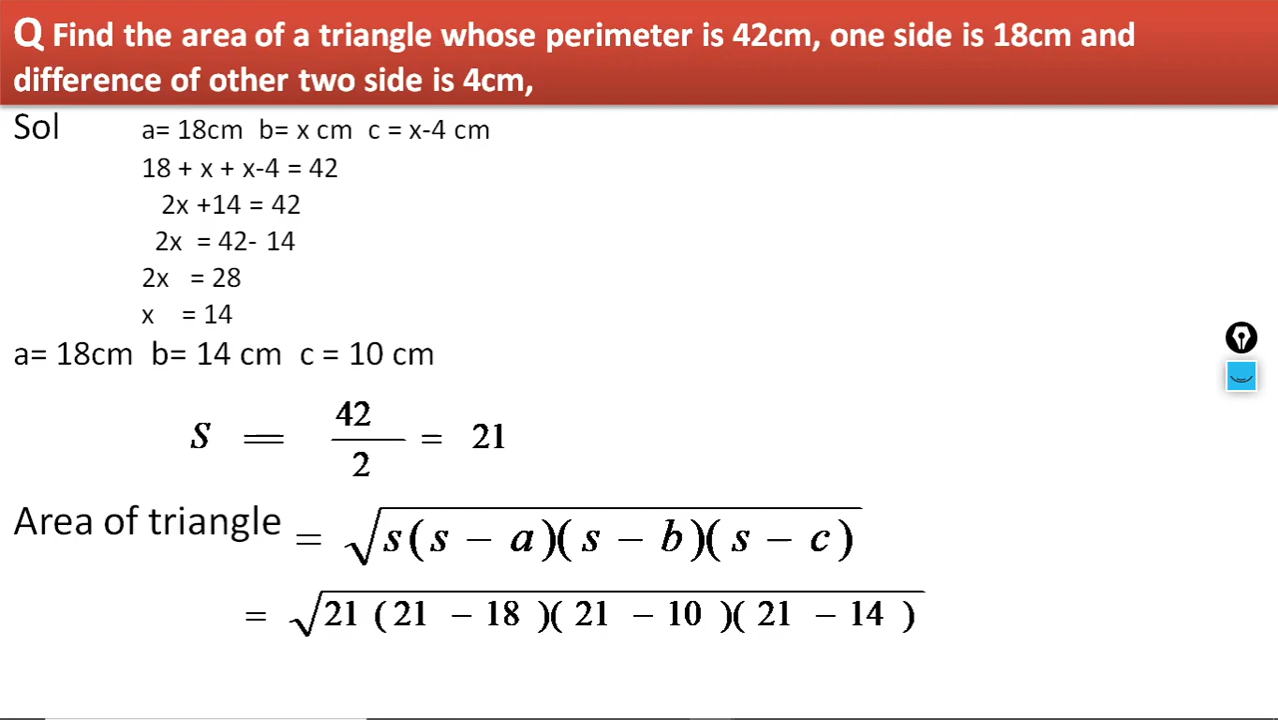 Q Find the area of a triangle whose perimeter is 42cm, one side is 18cm and
difference of other two side is 4cm,
Sol a= 18cm b= x cm c = x-4 cm
18 + x + x-4 = 42
2x +14 = 42
2x = 42- 14
2x = 28
x = 14
a= 18cm b= 14 cm c = 10 cm
S = 42/2 = 21
Area of triangle = √s(s − a)(s − b)(s − c)
= √21 (21 − 18 )( 21 − 10 )( 21 − 14 )